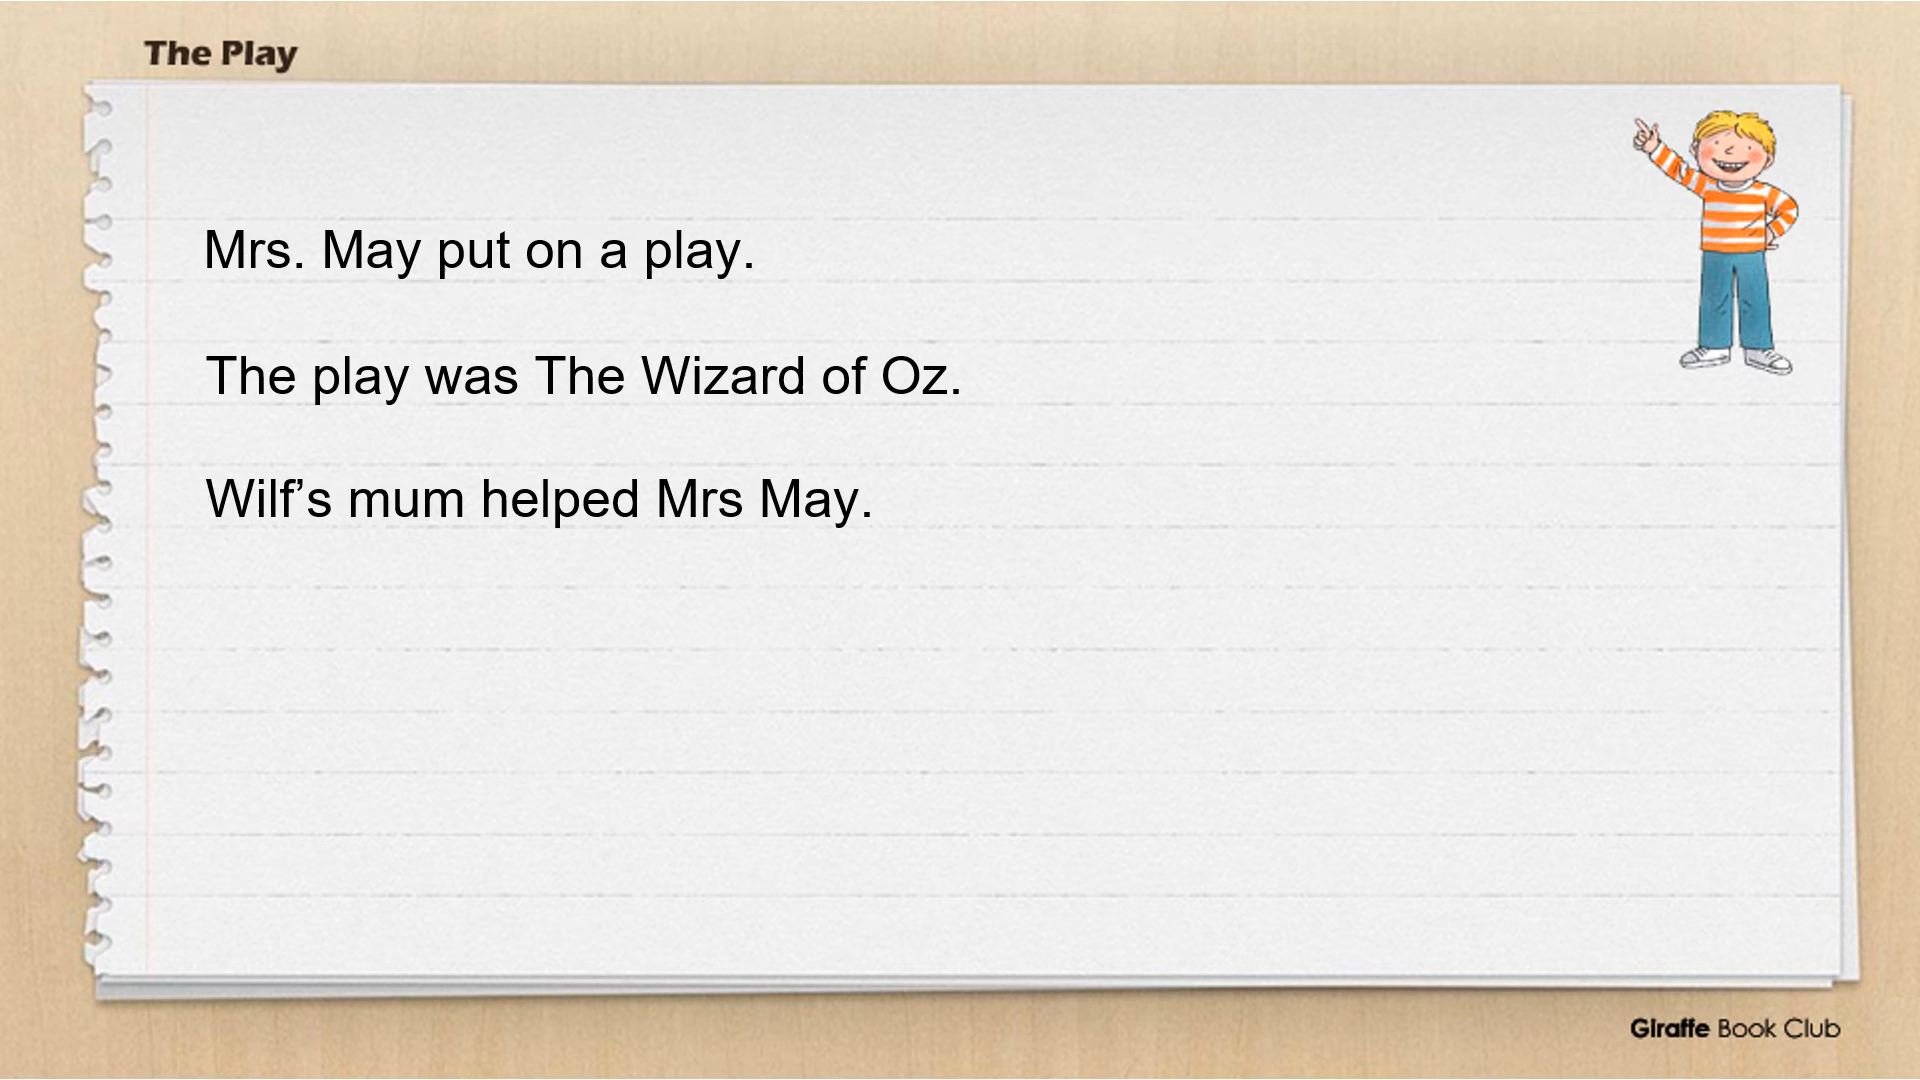 The Play
Mrs. May put on a play.
The play was The Wizard of Oz.
Wilf’s mum helped Mrs May.
Giraffe Book Club